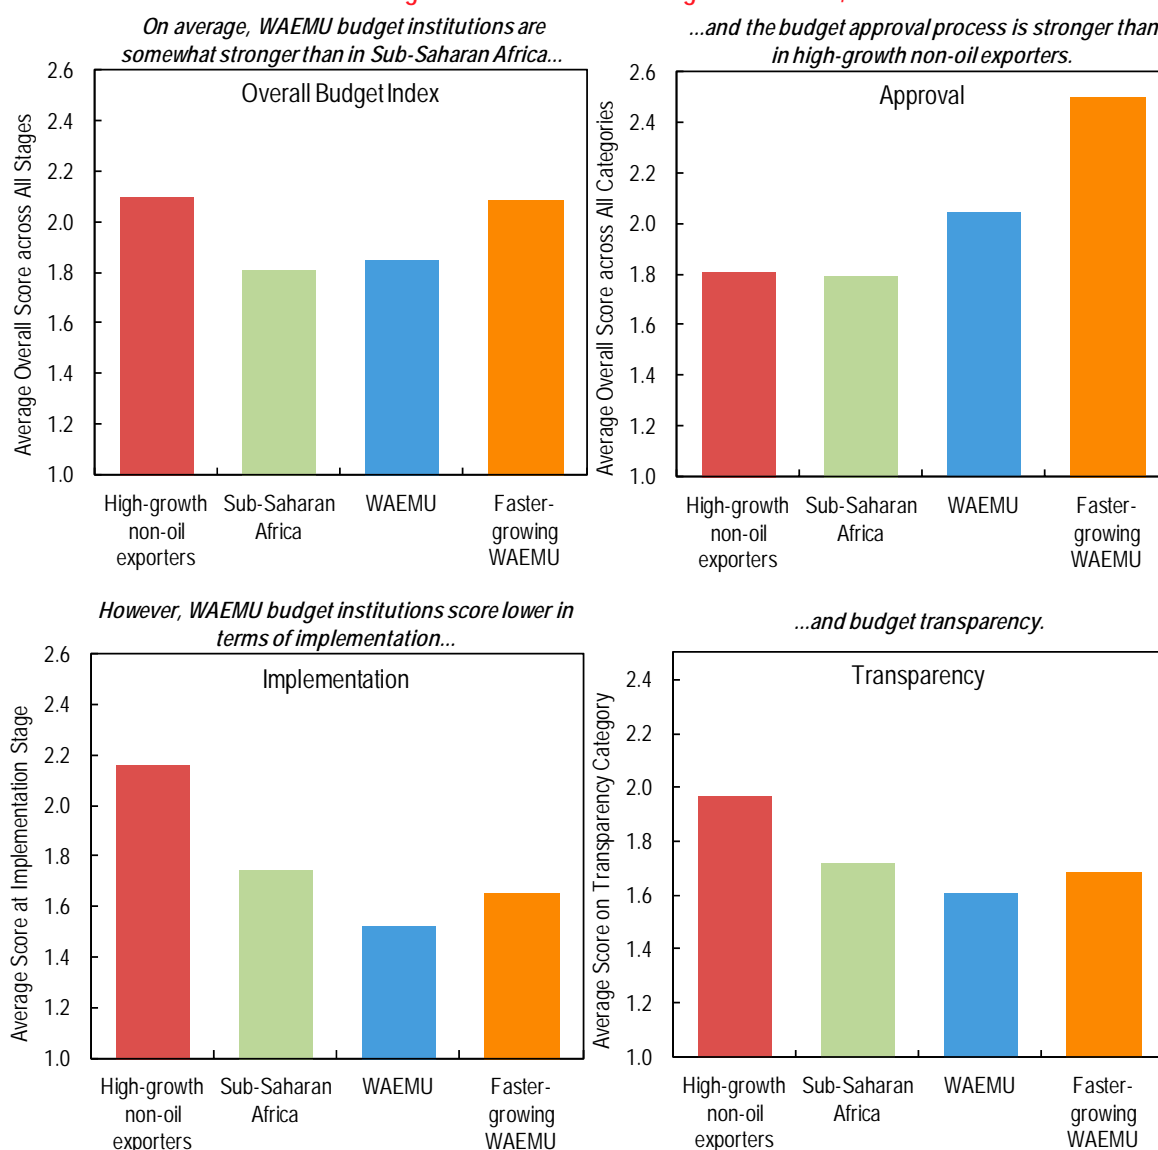 On average, WAEMU budget institutions are
somewhat stronger than in Sub-Saharan Africa...
...and the budget approval process is stronger than
in high-growth non-oil exporters.
Overall Budget Index
Average Overall Score across All Stages
2.6
2.4
2.2
2.0
1.8
1.6
1.4
1.2
1.0
High-growth
non-oil
exporters
Sub-Saharan
Africa
WAEMU
Faster-
growing
WAEMU
Approval
Average Overall Score across All Categories
2.6
2.4
2.2
2.0
1.8
1.6
1.4
1.2
1.0
High-growth
non-oil
exporters
Sub-Saharan
Africa
WAEMU
Faster-
growing
WAEMU
However, WAEMU budget institutions score lower in
terms of implementation...
...and budget transparency.
Implementation
Average Score at Implementation Stage
2.6
2.4
2.2
2.0
1.8
1.6
1.4
1.2
1.0
High-growth
non-oil
exporters
Sub-Saharan
Africa
WAEMU
Faster-
growing
WAEMU
Transparency
Average Score on Transparency Category
2.4
2.2
2.0
1.8
1.6
1.4
1.2
1.0
High-growth
non-oil
exporters
Sub-Saharan
Africa
WAEMU
Faster-
growing
WAEMU